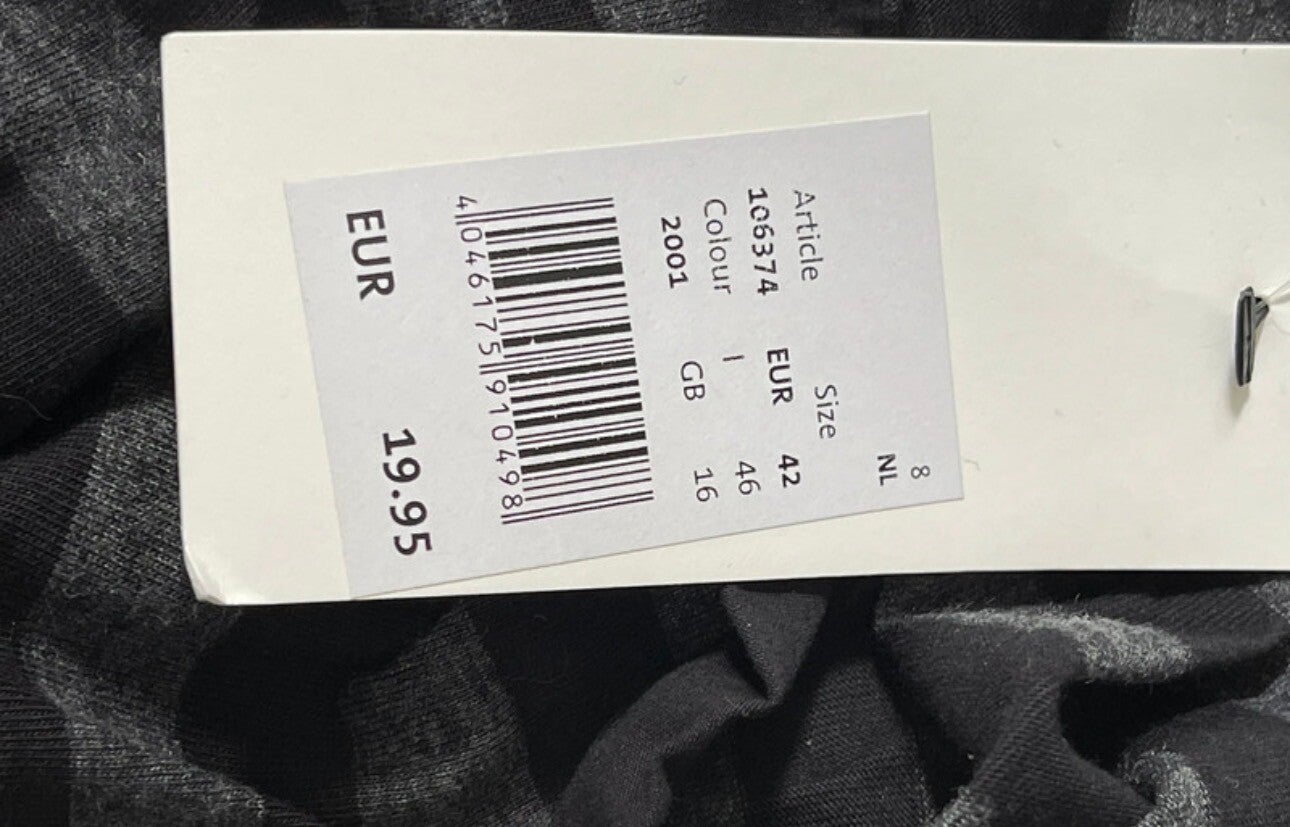 8
NL
Article Size
106374 EUR 42
Colour I 46
2001 GB 16
4 046175 910498
EUR 19.95